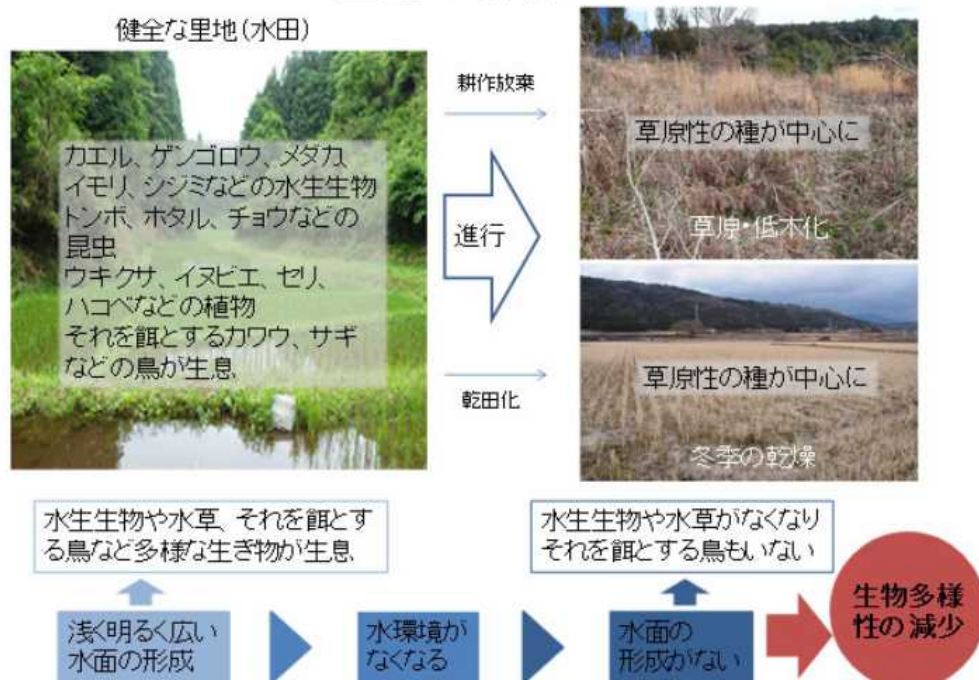 健全な里地(水田)
カエル、ゲンゴロウ、メダカ
イモリ、シジミなどの水生生物
トンボ、ホタル、チョウなどの
昆虫
ウキクサ、イヌビエ、セリ、
ハコベなどの植物
それを餌とするカワウ、サギ
などの鳥が生息
耕作放棄
進行
乾田化
草原性の種が中心に
草原・低木化
草原性の種が中心に
冬季の乾燥
水生生物や水草、それを餌とす
る鳥など多様な生き物が生息
水生生物や水草がなくなり
それを餌とする鳥もいない
浅く明るく広い
水面の形成
水環境が
なくなる
水面の
形成がない
生物多様
性の減少